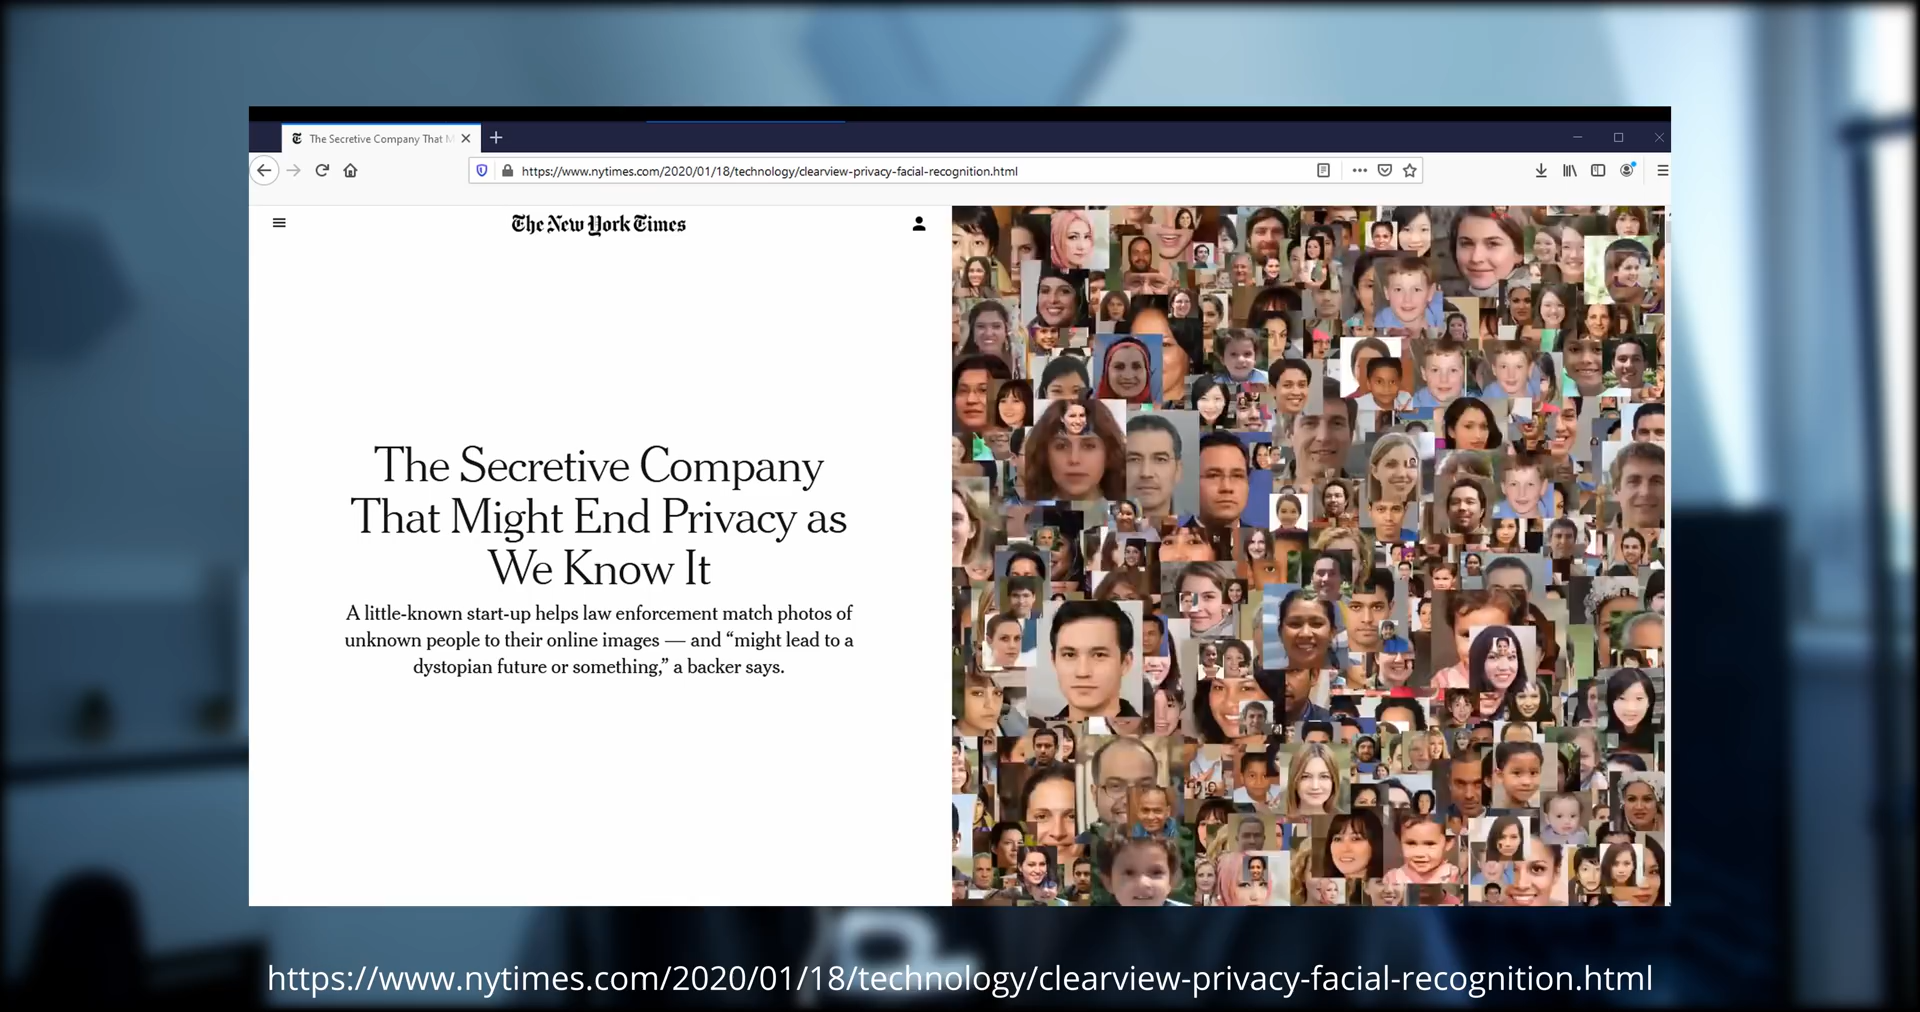 The Secretive Company That M
https://www.nytimes.com/2020/01/18/technology/clearview-privacy-facial-recognition.html
The New York Times
The Secretive Company
That Might End Privacy as
We Know It
A little-known start-up helps law enforcement match photos of
unknown people to their online images — and “might lead to a
dystopian future or something,” a backer says.
https://www.nytimes.com/2020/01/18/technology/clearview-privacy-facial-recognition.html